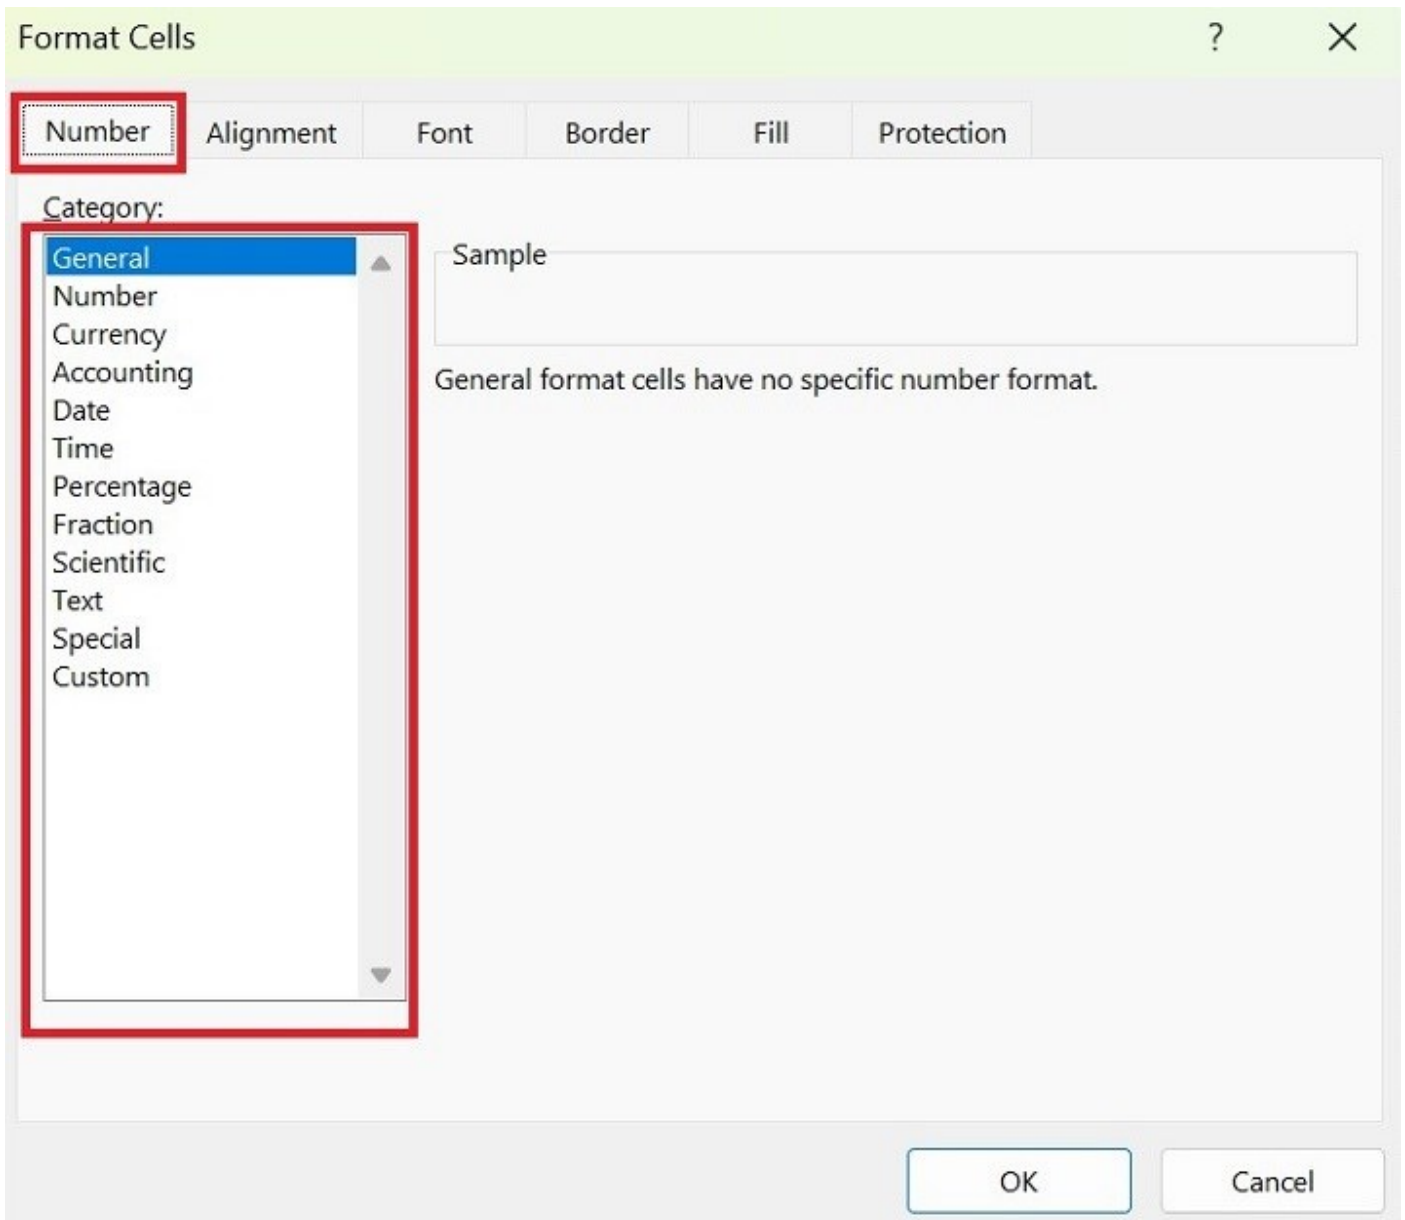 Format Cells ?
Number Alignment Font Border Fill Protection
Category:
General
Number
Currency
Accounting
Date
Time
Percentage
Fraction
Scientific
Text
Special
Custom
Sample
General format cells have no specific number format.
OK Cancel